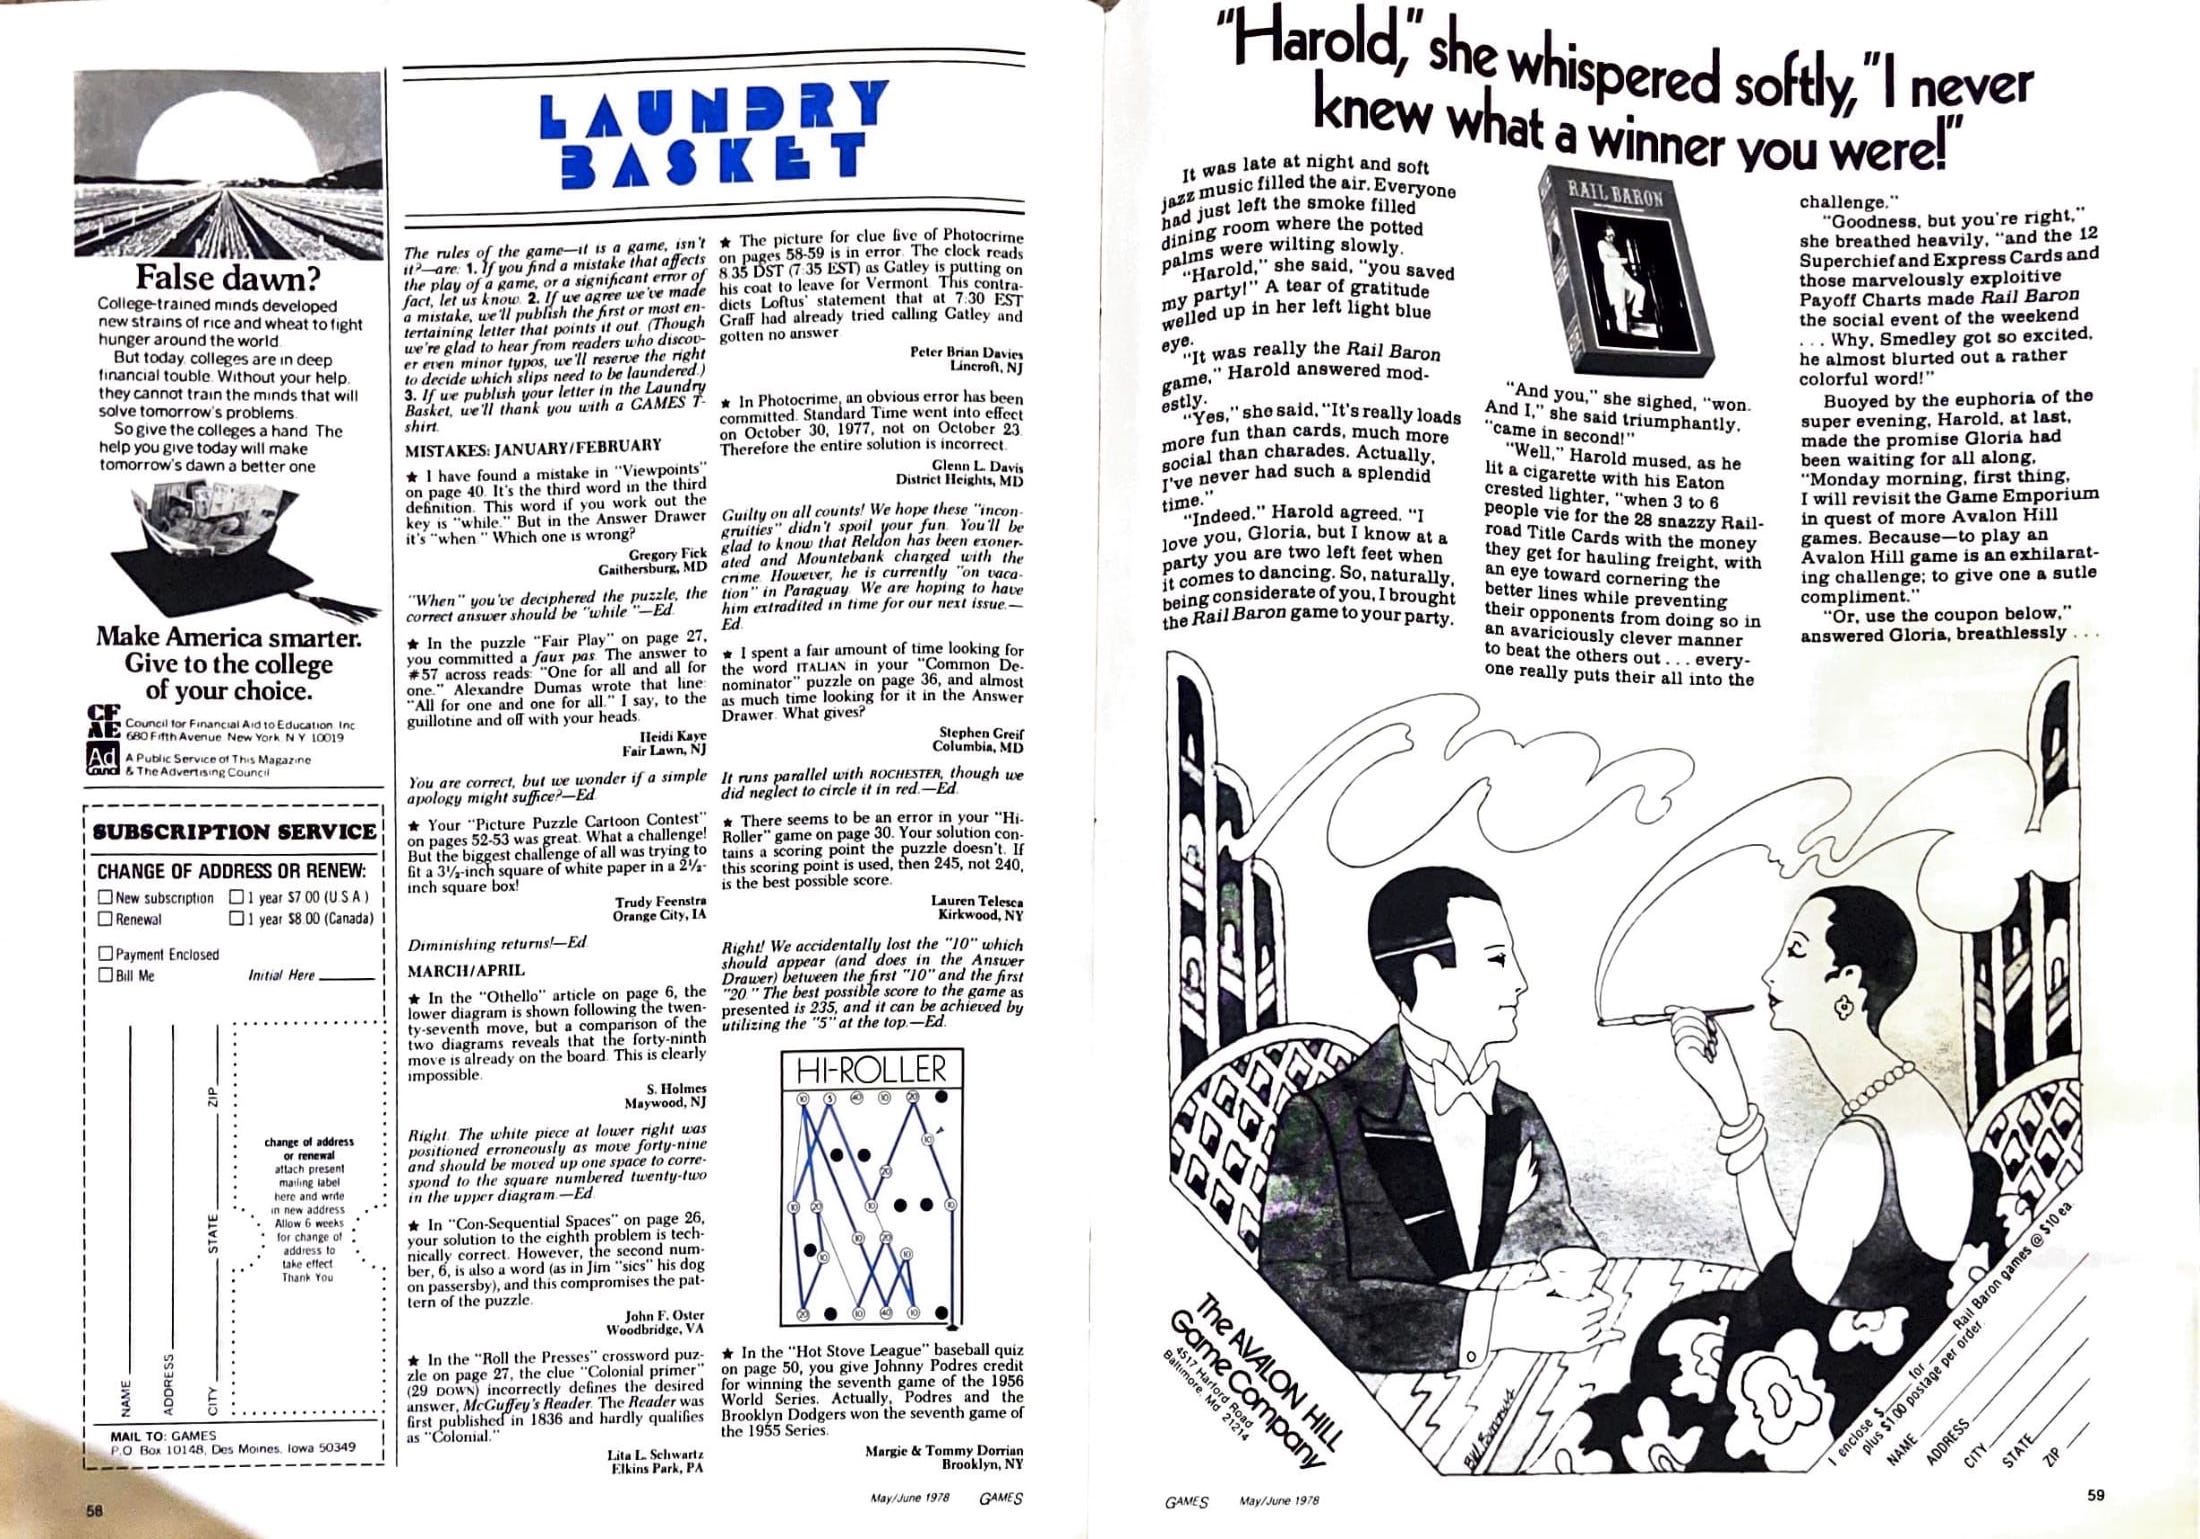 False dawn?
College-trained minds developed
new strains of rice and wheat to fight
hunger around the world.
But today, colleges are in deep
financial touble. Without your help,
they cannot train the minds that will
solve tomorrow's problems.
So give the colleges a hand. The
help you give today will make
tomorrow's dawn a better one
Make America smarter.
Give to the college
of your choice.
CF
AE
Council for Financial Aid to Education, Inc
680 Fifth Avenue, New York, N Y 10019
Ad
Council
A Public Service of This Magazine
& The Advertising Council
SUBSCRIPTION SERVICE
CHANGE OF ADDRESS OR RENEW:
New subscription 1 year $7 00 (U S A )
Renewal 1 year $8.00 (Canada)
Payment Enclosed
Bill Me Initial Here
NAME
ADDRESS
CITY STATE ZIP
change of address
or renewal
attach present
mailing label
here and write
in new address
Allow 6 weeks
for change of
address to
take effect
Thank You
MAIL TO: GAMES
P.O Box 10148, Des Moines, Iowa 50349
58
LAUNDRY
BASKET
The rules of the game—it is a game, isn't
it?—are: 1. If you find a mistake that affects
the play of a game, or a significant error of
fact, let us know. 2. If we agree we've made
a mistake, we'll publish the first or most en-
tertaining letter that points it out. (Though
we're glad to hear from readers who discov-
er even minor typos, we'll reserve the right
to decide which slips need to be laundered.)
3. If we publish your letter in the Laundry
Basket, we'll thank you with a GAMES T-
shirt.
MISTAKES: JANUARY/FEBRUARY
★ I have found a mistake in "Viewpoints"
on page 40. It's the third word in the third
definition. This word if you work out the
key is "while." But in the Answer Drawer
it's "when." Which one is wrong?
Gregory Fick
Gaithersburg, MD
"When" you've deciphered the puzzle, the
correct answer should be "while."—Ed.
★ In the puzzle "Fair Play" on page 27,
you committed a faux pas. The answer to
#57 across reads: "One for all and all for
one." Alexandre Dumas wrote that line:
"All for one and one for all." I say, to the
guillotine and off with your heads.
Heidi Kaye
Fair Lawn, NJ
You are correct, but we wonder if a simple
apology might suffice?—Ed.
★ Your "Picture Puzzle Cartoon Contest"
on pages 52-53 was great. What a challenge!
But the biggest challenge of all was trying to
fit a 3½-inch square of white paper in a 2½-
inch square box!
Trudy Feenstra
Orange City, IA
Diminishing returns!—Ed.
MARCH/APRIL
★ In the "Othello" article on page 6, the
lower diagram is shown following the twen-
ty-seventh move, but a comparison of the
two diagrams reveals that the forty-ninth
move is already on the board. This is clearly
impossible.
S. Holmes
Maywood, NJ
Right. The white piece at lower right was
positioned erroneously as move forty-nine
and should be moved up one space to corre-
spond to the square numbered twenty-two
in the upper diagram.—Ed.
★ In "Con-Sequential Spaces" on page 26,
your solution to the eighth problem is tech-
nically correct. However, the second num-
ber, 6, is also a word (as in Jim "sics" his dog
on passersby), and this compromises the pat-
tern of the puzzle.
John F. Oster
Woodbridge, VA
★ In the "Roll the Presses" crossword puz-
zle on page 27, the clue "Colonial primer"
(29 DOWN) incorrectly defines the desired
answer, McGuffey's Reader. The Reader was
first published in 1836 and hardly qualifies
as "Colonial."
Lita L. Schwartz
Elkins Park, PA
★ The picture for clue five of Photocrime
on pages 58-59 is in error. The clock reads
8:35 DST (7:35 EST) as Gatley is putting on
his coat to leave for Vermont. This contra-
dicts Loftus' statement that at 7:30 EST
Graff had already tried calling Gatley and
gotten no answer.
Peter Brian Davies
Lincroft, NJ
★ In Photocrime, an obvious error has been
committed. Standard Time went into effect
on October 30, 1977, not on October 23.
Therefore the entire solution is incorrect.
Glenn L. Davis
District Heights, MD
Guilty on all counts! We hope these "incon-
gruities" didn't spoil your fun. You'll be
glad to know that Reldon has been exoner-
ated and Mountebank charged with the
crime. However, he is currently "on vaca-
tion" in Paraguay. We are hoping to have
him extradited in time for our next issue.—
Ed.
★ I spent a fair amount of time looking for
the word ITALIAN in your "Common De-
nominator" puzzle on page 36, and almost
as much time looking for it in the Answer
Drawer. What gives?
Stephen Greif
Columbia, MD
It runs parallel with ROCHESTER, though we
did neglect to circle it in red.—Ed.
★ There seems to be an error in your "Hi-
Roller" game on page 30. Your solution con-
tains a scoring point the puzzle doesn't. If
this scoring point is used, then 245, not 240,
is the best possible score.
Lauren Telesca
Kirkwood, NY
Right! We accidentally lost the "10" which
should appear (and does in the Answer
Drawer) between the first "10" and the first
"20." The best possible score to the game as
presented is 235, and it can be achieved by
utilizing the "5" at the top.—Ed.
HI-ROLLER
10 5 40 10 20
10
20
10 20 10 10
10 20
10 10
20 10 40 10
★ In the "Hot Stove League" baseball quiz
on page 50, you give Johnny Podres credit
for winning the seventh game of the 1956
World Series. Actually, Podres and the
Brooklyn Dodgers won the seventh game of
the 1955 Series.
Margie & Tommy Dorrian
Brooklyn, NY
May/June 1978 GAMES
"Harold," she whispered softly, "I never
knew what a winner you were!"
It was late at night and soft
jazz music filled the air. Everyone
had just left the smoke filled
dining room where the potted
palms were wilting slowly.
"Harold," she said, "you saved
my party!" A tear of gratitude
welled up in her left light blue
eye.
"It was really the Rail Baron
game," Harold answered mod-
estly.
"Yes," she said, "It's really loads
more fun than cards, much more
social than charades. Actually,
I've never had such a splendid
time."
"Indeed." Harold agreed. "I
love you, Gloria, but I know at a
party you are two left feet when
it comes to dancing. So, naturally,
being considerate of you, I brought
the Rail Baron game to your party.
RAIL BARON
"And you," she sighed, "won.
And I," she said triumphantly,
"came in second!"
"Well," Harold mused, as he
lit a cigarette with his Eaton
crested lighter, "when 3 to 6
people vie for the 28 snazzy Rail-
road Title Cards with the money
they get for hauling freight, with
an eye toward cornering the
better lines while preventing
their opponents from doing so in
an avariciously clever manner
to beat the others out . . . every-
one really puts their all into the
challenge."
"Goodness, but you're right,"
she breathed heavily, "and the 12
Superchief and Express Cards and
those marvelously exploitive
Payoff Charts made Rail Baron
the social event of the weekend
. . . Why, Smedley got so excited,
he almost blurted out a rather
colorful word!"
Buoyed by the euphoria of the
super evening, Harold, at last,
made the promise Gloria had
been waiting for all along,
"Monday morning, first thing,
I will revisit the Game Emporium
in quest of more Avalon Hill
games. Because—to play an
Avalon Hill game is an exhilarat-
ing challenge; to give one a sutle
compliment."
"Or, use the coupon below,"
answered Gloria, breathlessly . . .
The AVALON HILL
Game Company
4517 Harford Road
Baltimore, Md. 21214
I enclose $ for Rail Baron games @ $10 ea.
plus $1.00 postage per order.
NAME
ADDRESS
CITY
STATE
ZIP
GAMES May/June 1978
59